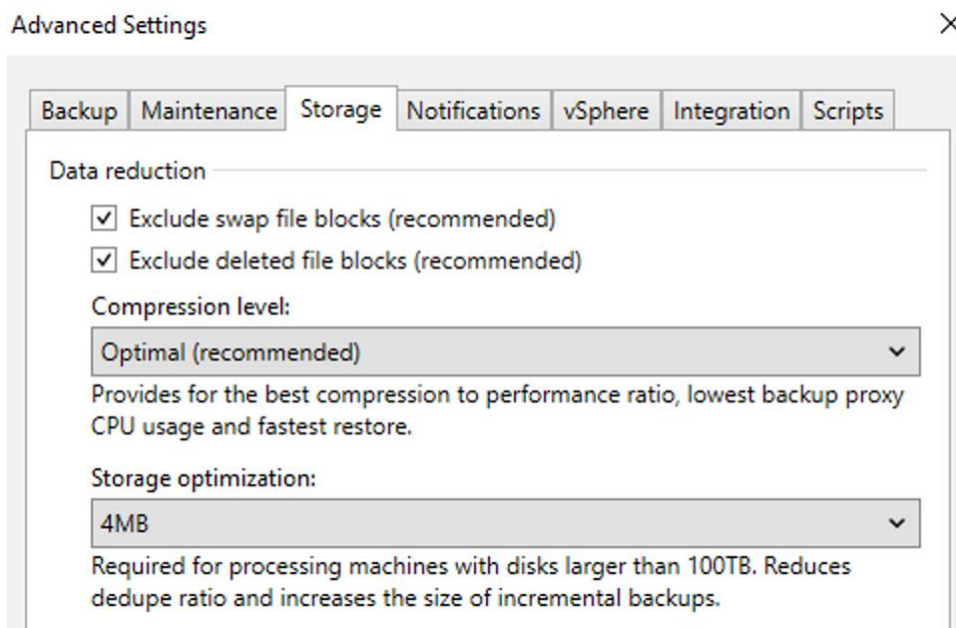 Advanced Settings
Backup Maintenance Storage Notifications vSphere Integration Scripts
Data reduction
Exclude swap file blocks (recommended)
Exclude deleted file blocks (recommended)
Compression level:
Optimal (recommended)
Provides for the best compression to performance ratio, lowest backup proxy
CPU usage and fastest restore.
Storage optimization:
4MB
Required for processing machines with disks larger than 100TB. Reduces
dedupe ratio and increases the size of incremental backups.